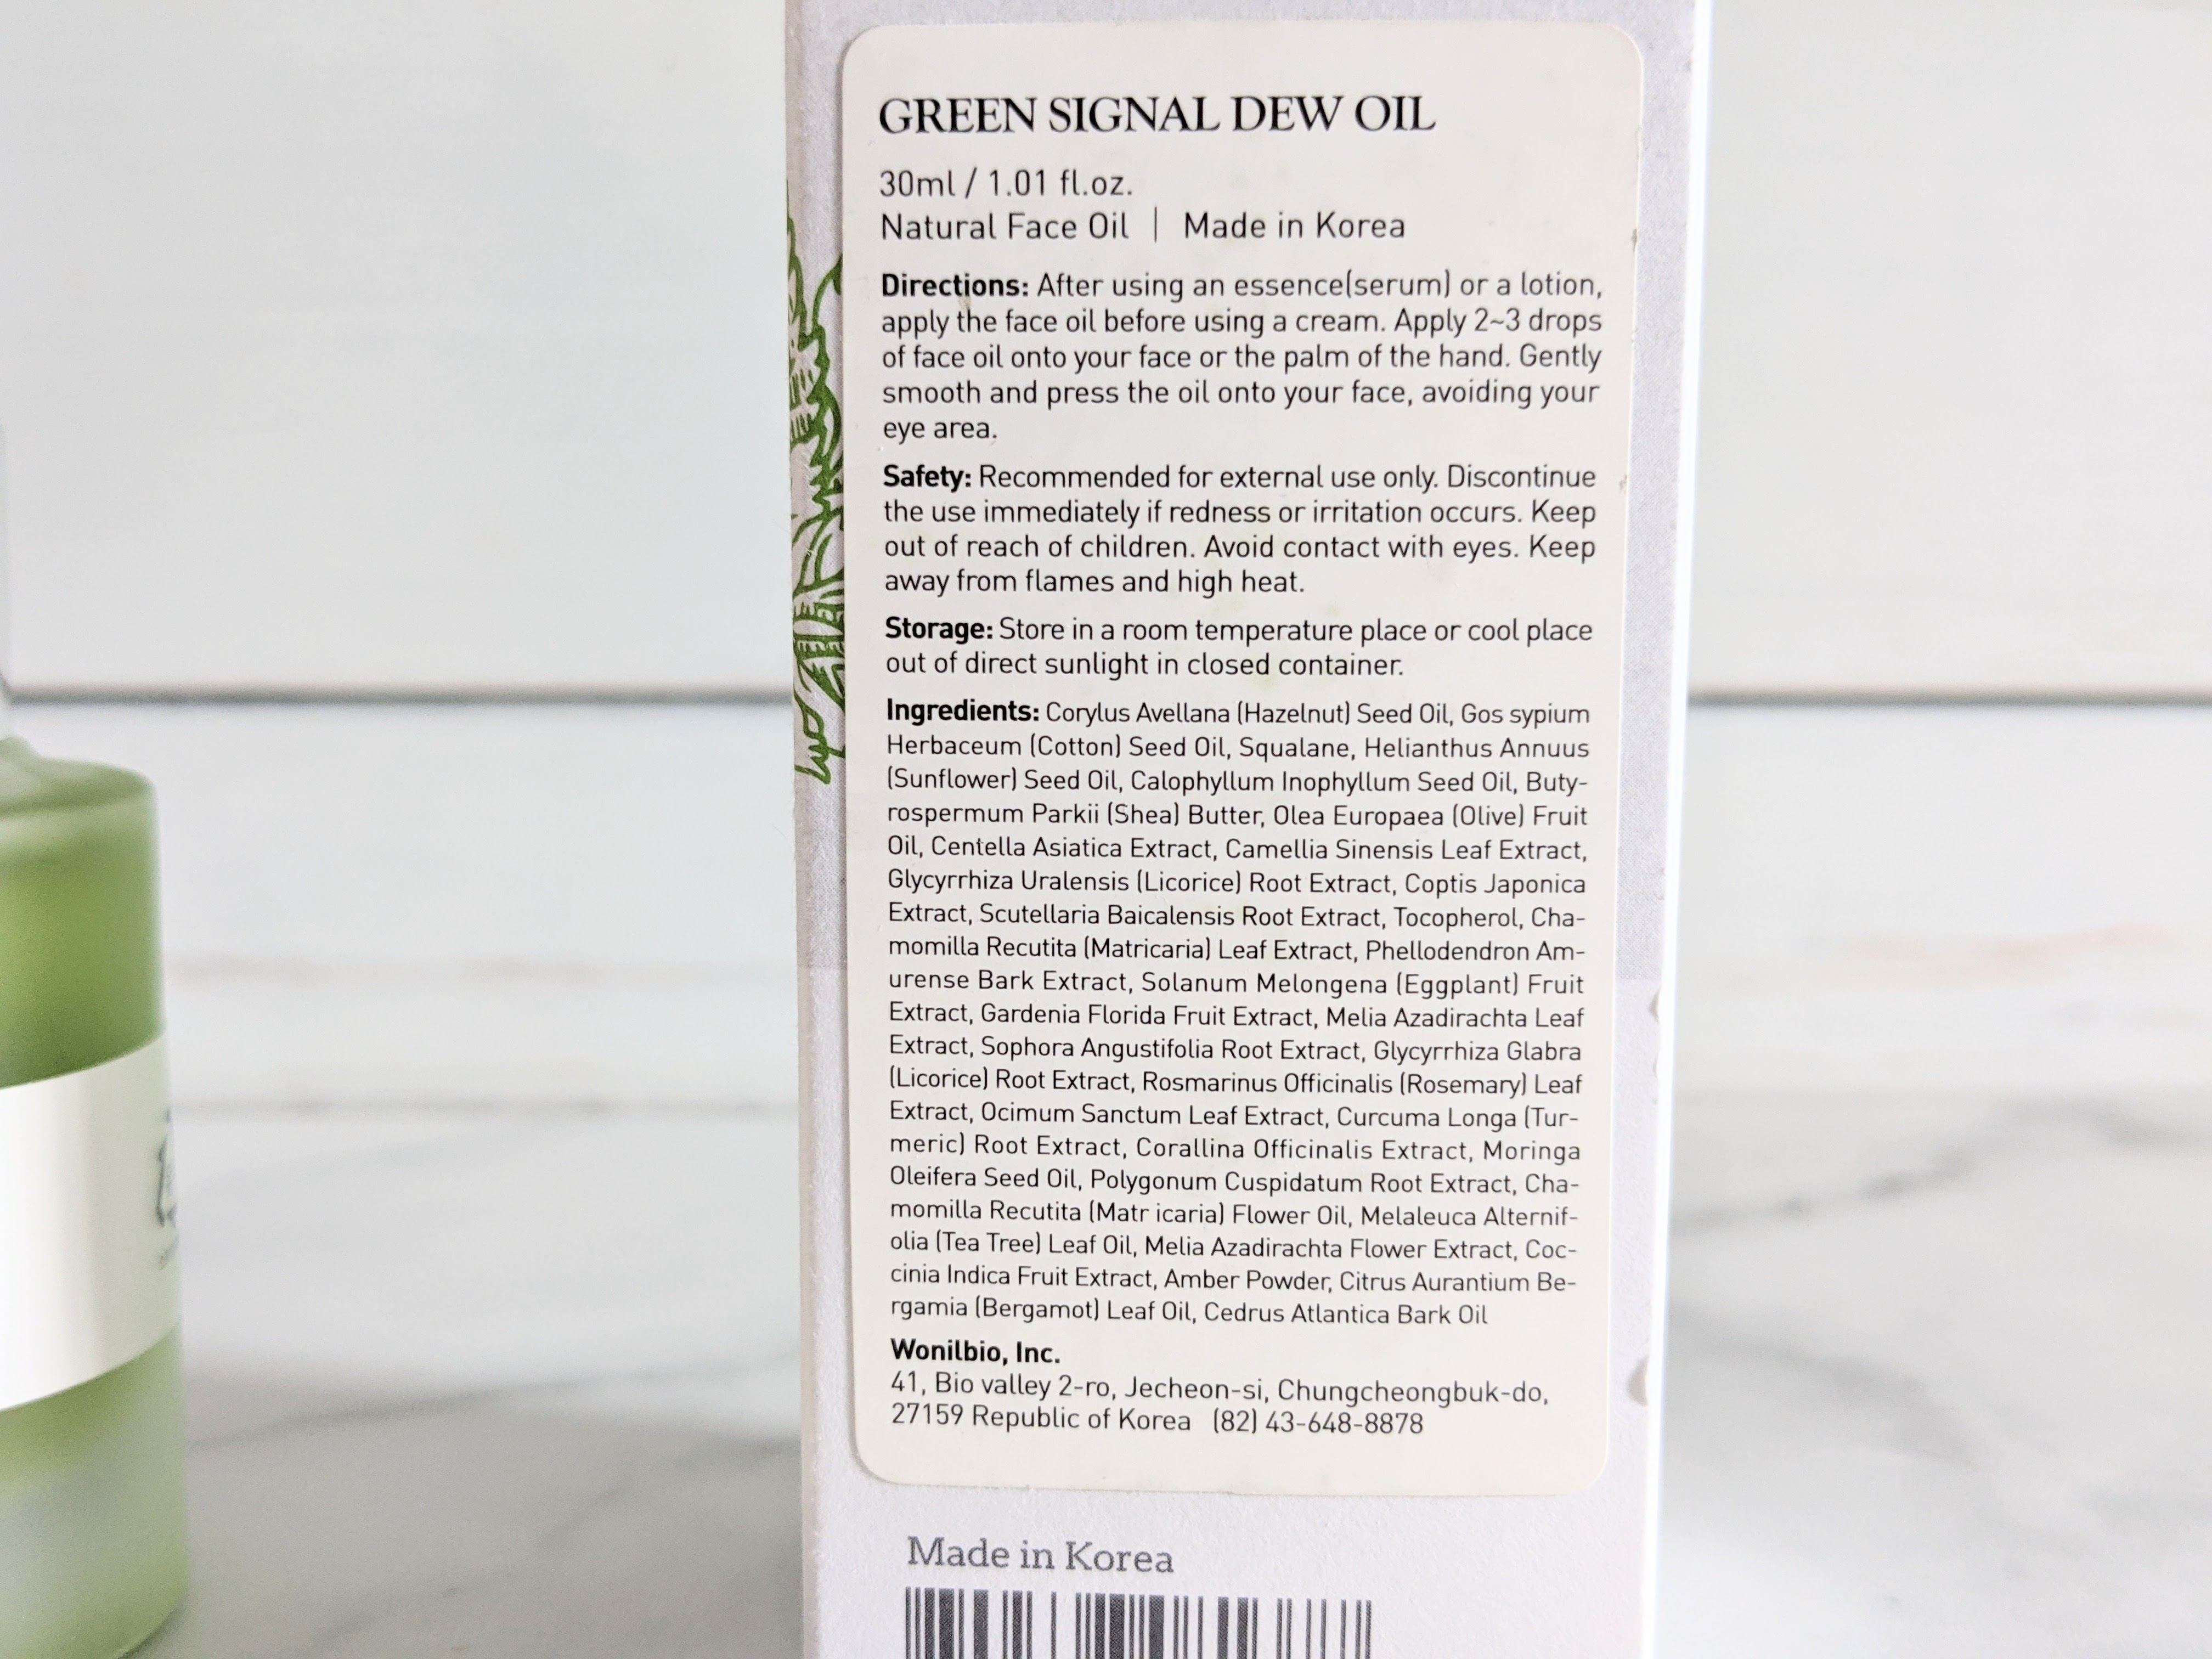 GREEN SIGNAL DEW OIL
30ml / 1.01 fl.oz.
Natural Face Oil | Made in Korea
Directions: After using an essence(serum) or a lotion,
apply the face oil before using a cream. Apply 2~3 drops
of face oil onto your face or the palm of the hand. Gently
smooth and press the oil onto your face, avoiding your
eye area.
Safety: Recommended for external use only. Discontinue
the use immediately if redness or irritation occurs. Keep
out of reach of children. Avoid contact with eyes. Keep
away from flames and high heat.
Storage: Store in a room temperature place or cool place
out of direct sunlight in closed container.
Ingredients: Corylus Avellana (Hazelnut) Seed Oil, Gos sypium
Herbaceum (Cotton) Seed Oil, Squalane, Helianthus Annuus
(Sunflower) Seed Oil, Calophyllum Inophyllum Seed Oil, Buty-
rospermum Parkii (Shea) Butter, Olea Europaea (Olive) Fruit
Oil, Centella Asiatica Extract, Camellia Sinensis Leaf Extract,
Glycyrrhiza Uralensis (Licorice) Root Extract, Coptis Japonica
Extract, Scutellaria Baicalensis Root Extract, Tocopherol, Cha-
momilla Recutita (Matricaria) Leaf Extract, Phellodendron Am-
urense Bark Extract, Solanum Melongena (Eggplant) Fruit
Extract, Gardenia Florida Fruit Extract, Melia Azadirachta Leaf
Extract, Sophora Angustifolia Root Extract, Glycyrrhiza Glabra
(Licorice) Root Extract, Rosmarinus Officinalis (Rosemary) Leaf
Extract, Ocimum Sanctum Leaf Extract, Curcuma Longa (Tur-
meric) Root Extract, Corallina Officinalis Extract, Moringa
Oleifera Seed Oil, Polygonum Cuspidatum Root Extract, Cha-
momilla Recutita (Matr icaria) Flower Oil, Melaleuca Alternif-
olia (Tea Tree) Leaf Oil, Melia Azadirachta Flower Extract, Coc-
cinia Indica Fruit Extract, Amber Powder, Citrus Aurantium Be-
rgamia (Bergamot) Leaf Oil, Cedrus Atlantica Bark Oil
Wonilbio, Inc.
41, Bio valley 2-ro, Jecheon-si, Chungcheongbuk-do,
27159 Republic of Korea (82) 43-648-8878
Made in Korea